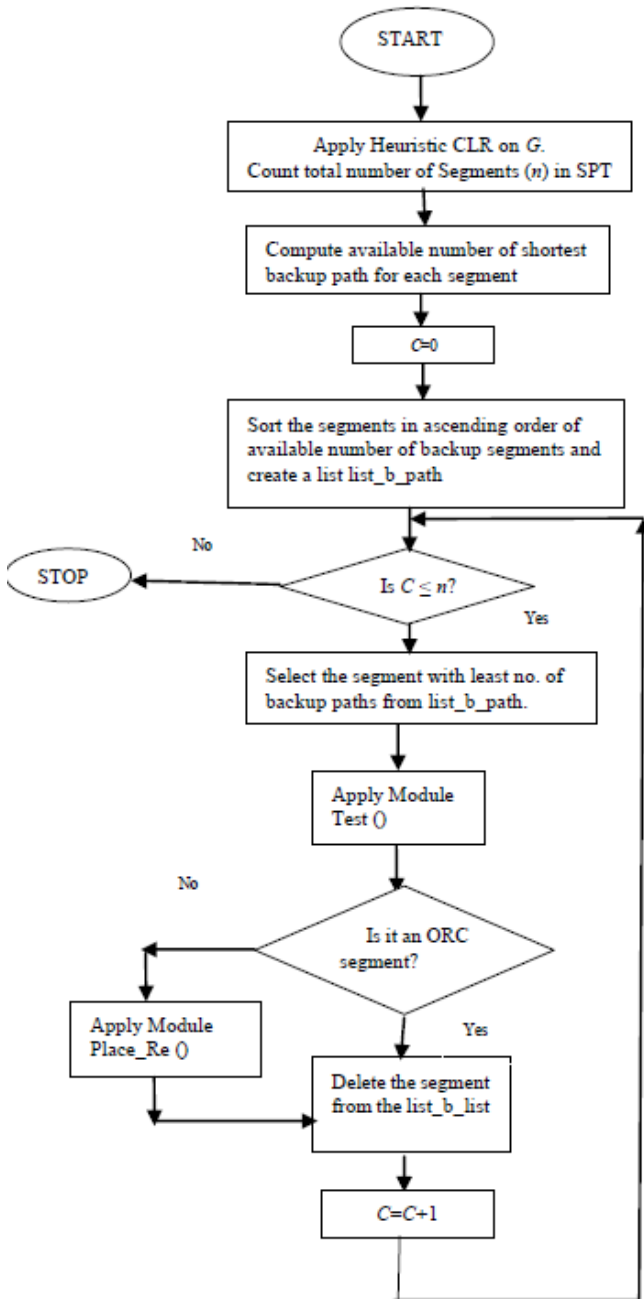 START
Apply Heuristic CLR on G.
Count total number of Segments (n) in SPT
Compute available number of shortest
backup path for each segment
C=0
Sort the segments in ascending order of
available number of backup segments and
create a list list_b_path
No
STOP
Is C ≤ n?
Yes
Select the segment with least no. of
backup paths from list_b_path.
Apply Module
Test ()
No
Is it an ORC
segment?
Apply Module
Place_Re ()
Yes
Delete the segment
from the list_b_list
C=C+1